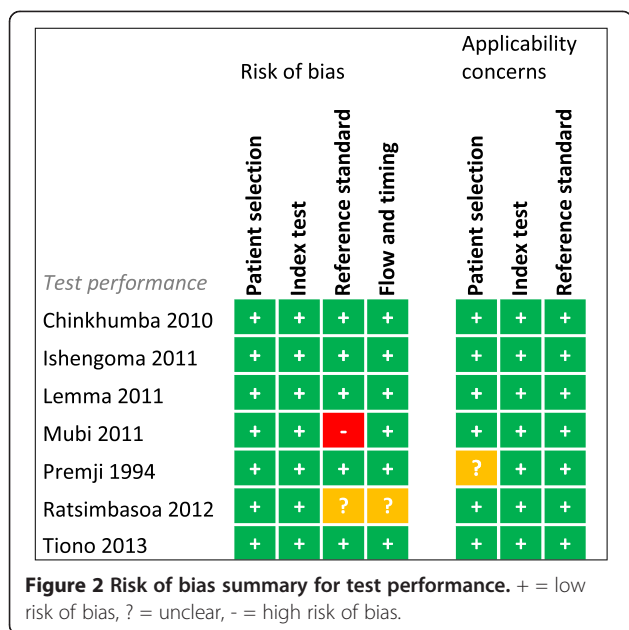 Risk of bias
Applicability
concerns
Patient selection
Index test
Reference standard
Flow and timing
Patient selection
Index test
Reference standard
Test performance
Chinkhumba 2010 + + + + + + +
Ishengoma 2011 + + + + + + +
Lemma 2011 + + + + + + +
Mubi 2011 + + - + + + +
Premji 1994 + + + + ? + +
Ratsimbasoa 2012 + + ? ? + + +
Tiono 2013 + + + + + + +
Figure 2 Risk of bias summary for test performance. + = low
risk of bias, ? = unclear, - = high risk of bias.